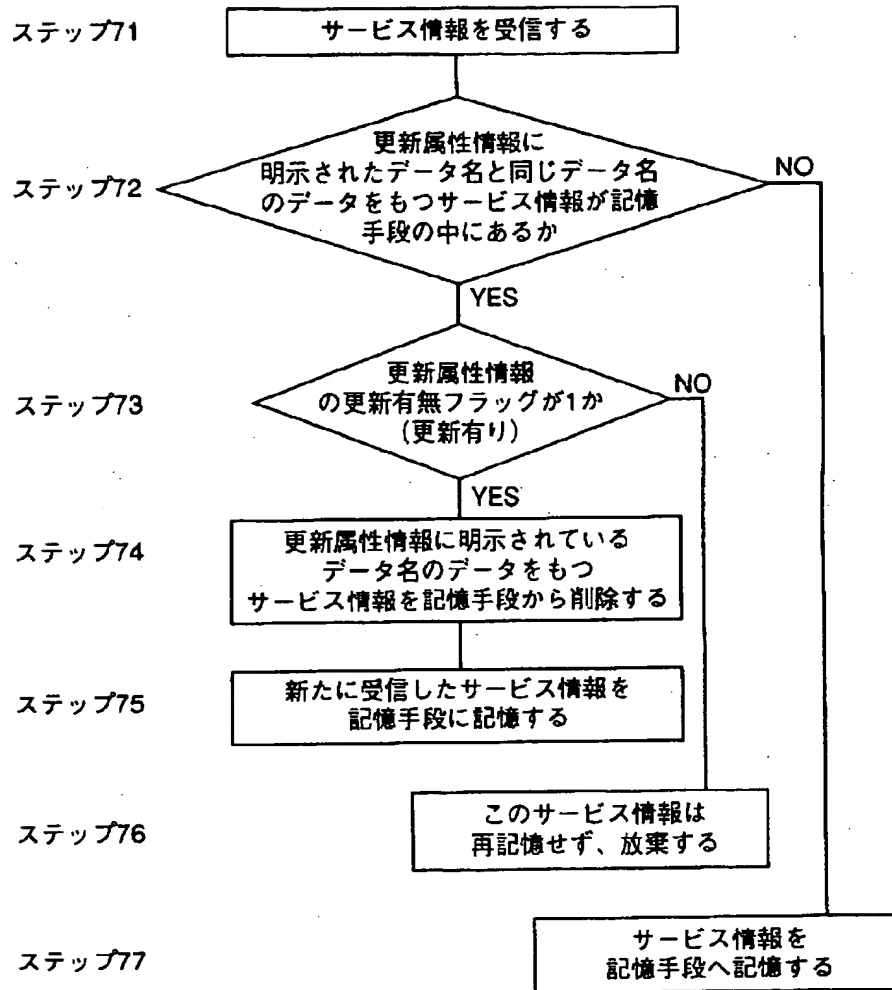 ステップ71
サービス情報を受信する
更新属性情報に
明示されたデータ名と同じデータ名
のデータをもつサービス情報が記憶
手段の中にあるか
ステップ72
NO
YES
更新属性情報
の更新有無フラッグが1か
(更新有り)
ステップ73
NO
YES
ステップ74
更新属性情報に明示されている
データ名のデータをもつ
サービス情報を記憶手段から削除する
ステップ75
新たに受信したサービス情報を
記憶手段に記憶する
ステップ76
このサービス情報は
再記憶せず、放棄する
ステップ77
サービス情報を
記憶手段へ記憶する